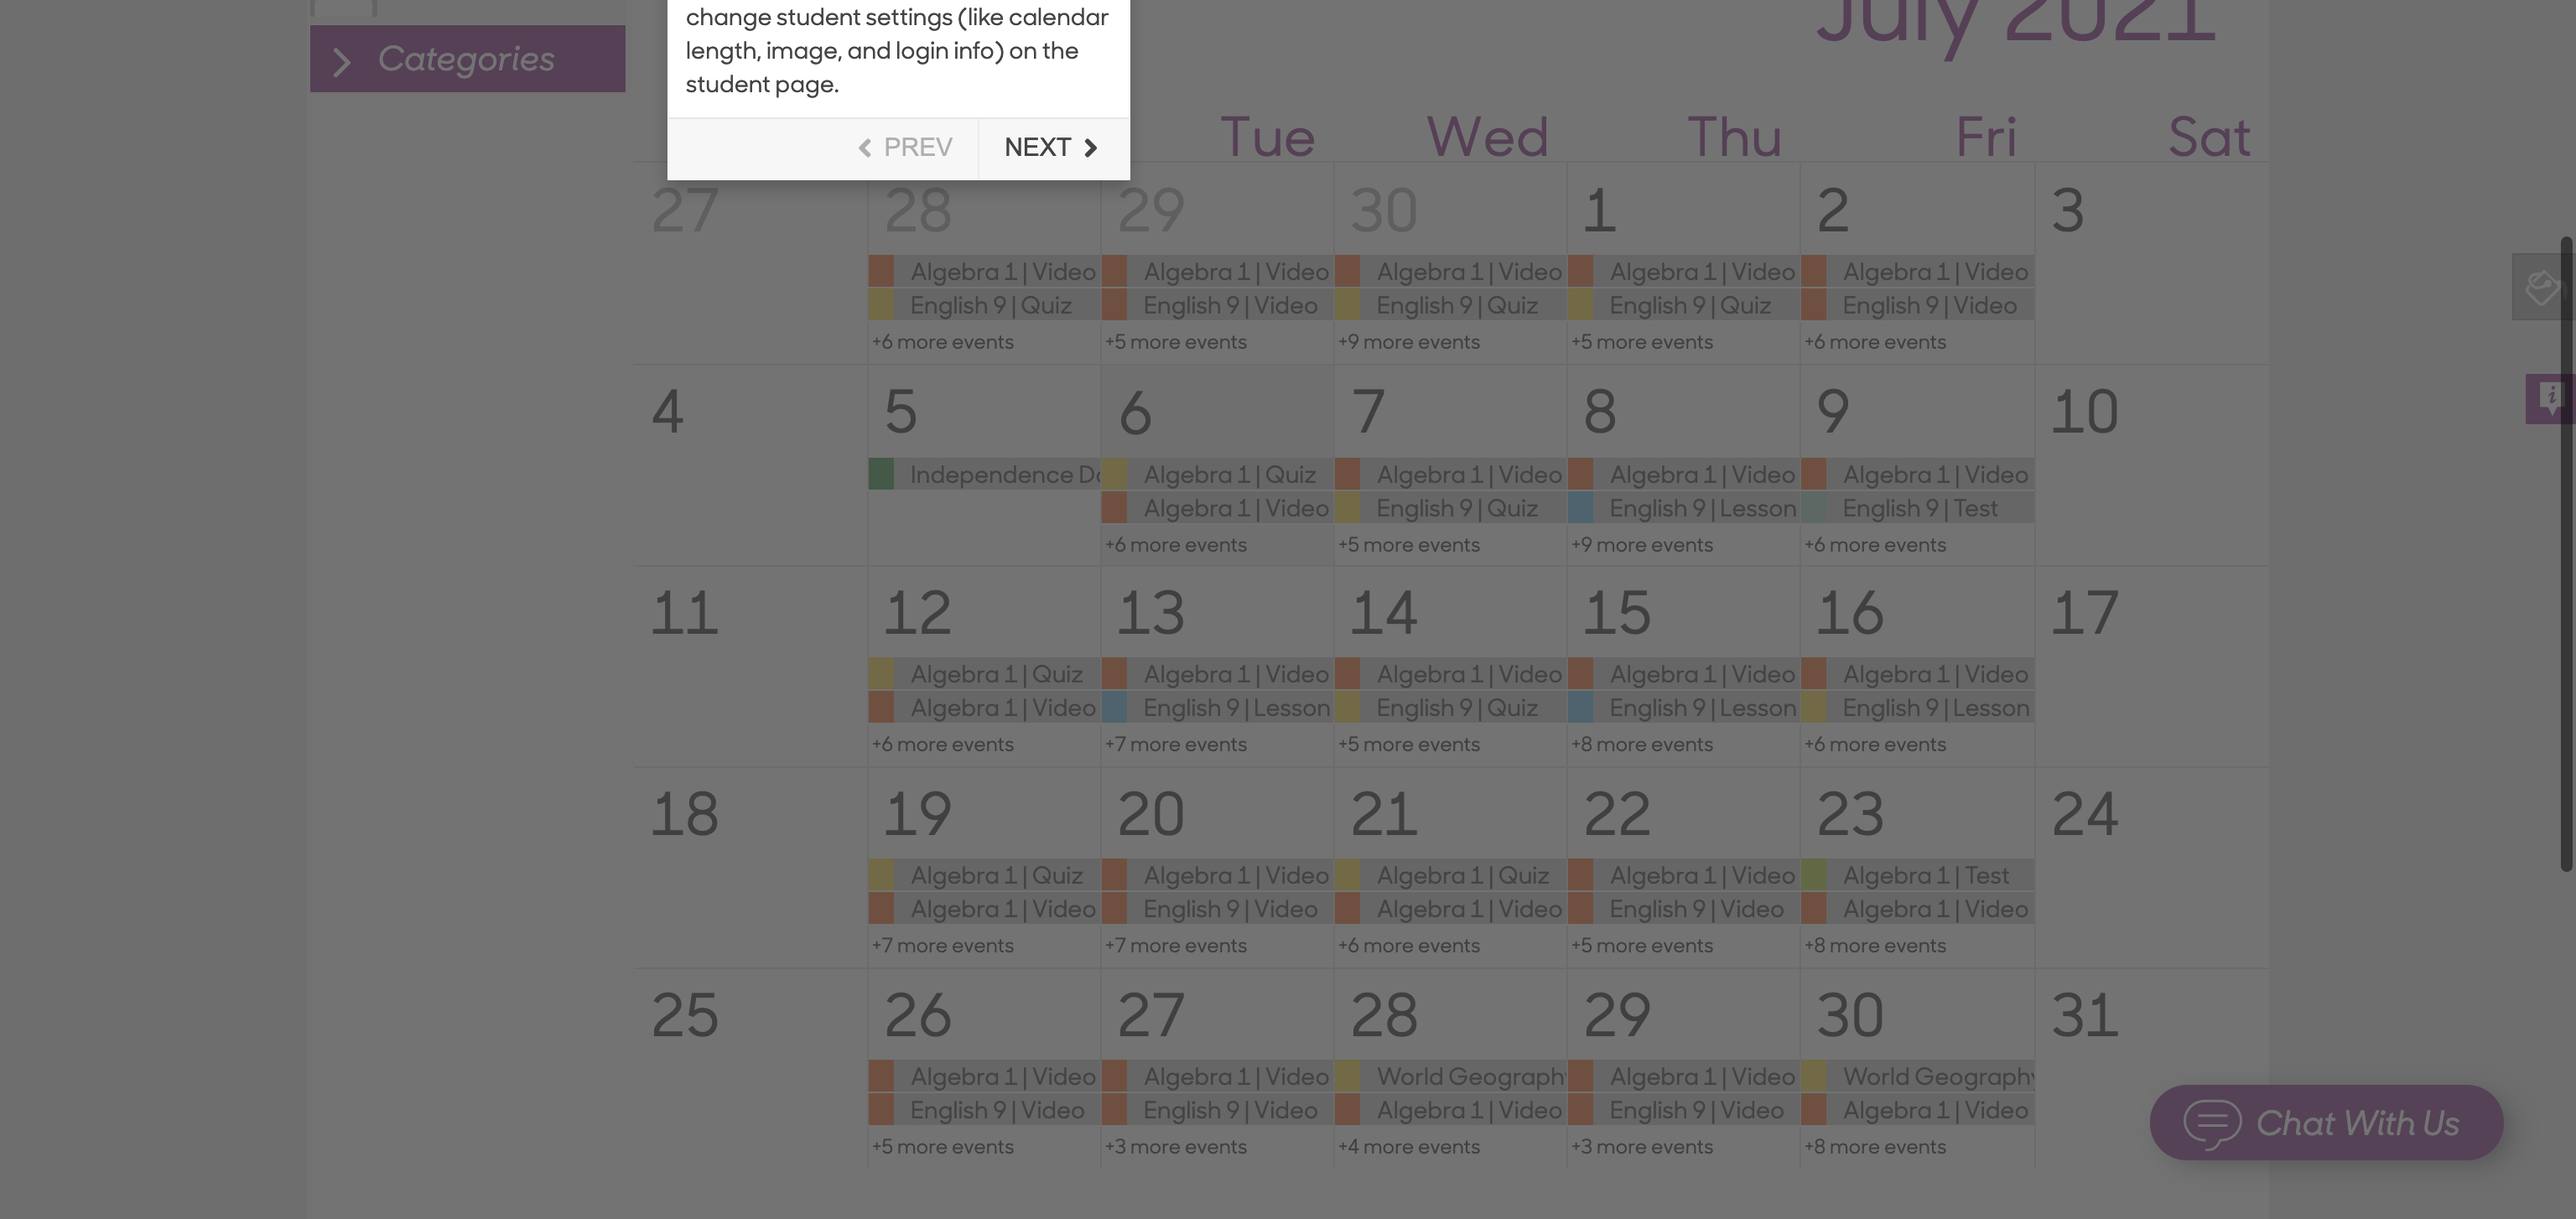 change student settings (like calendar
length, image, and login info) on the
student page.
PREV
NEXT
Categories
July 2021
Tue Wed Thu Fri Sat
27 28 29 30 1 2 3
Algebra 1 | Video Algebra 1 | Video Algebra 1 | Video Algebra 1 | Video Algebra 1 | Video
English 9 | Quiz English 9 | Video English 9 | Quiz English 9 | Quiz English 9 | Video
+6 more events +5 more events +9 more events +5 more events +6 more events
4 5 6 7 8 9 10
Independence Algebra 1 | Quiz Algebra 1 | Video Algebra 1 | Video Algebra 1 | Video
Algebra 1 | Video English 9 | Quiz English 9 | Lesson English 9 | Test
+6 more events +5 more events +9 more events +6 more events
11 12 13 14 15 16 17
Algebra 1 | Quiz Algebra 1 | Video Algebra 1 | Video Algebra 1 | Video Algebra 1 | Video
Algebra 1 | Video English 9 | Lesson English 9 | Quiz English 9 | Lesson English 9 | Lesson
+6 more events +7 more events +5 more events +8 more events +6 more events
18 19 20 21 22 23 24
Algebra 1 | Quiz Algebra 1 | Video Algebra 1 | Quiz Algebra 1 | Video Algebra 1 | Test
Algebra 1 | Video English 9 | Video Algebra 1 | Video English 9 | Video Algebra 1 | Video
+7 more events +7 more events +6 more events +5 more events +8 more events
25 26 27 28 29 30 31
Algebra 1 | Video Algebra 1 | Video World Geography Algebra 1 | Video World Geography
English 9 | Video English 9 | Video Algebra 1 | Video English 9 | Video Algebra 1 | Video
+5 more events +3 more events +4 more events +3 more events +8 more events
Chat With Us